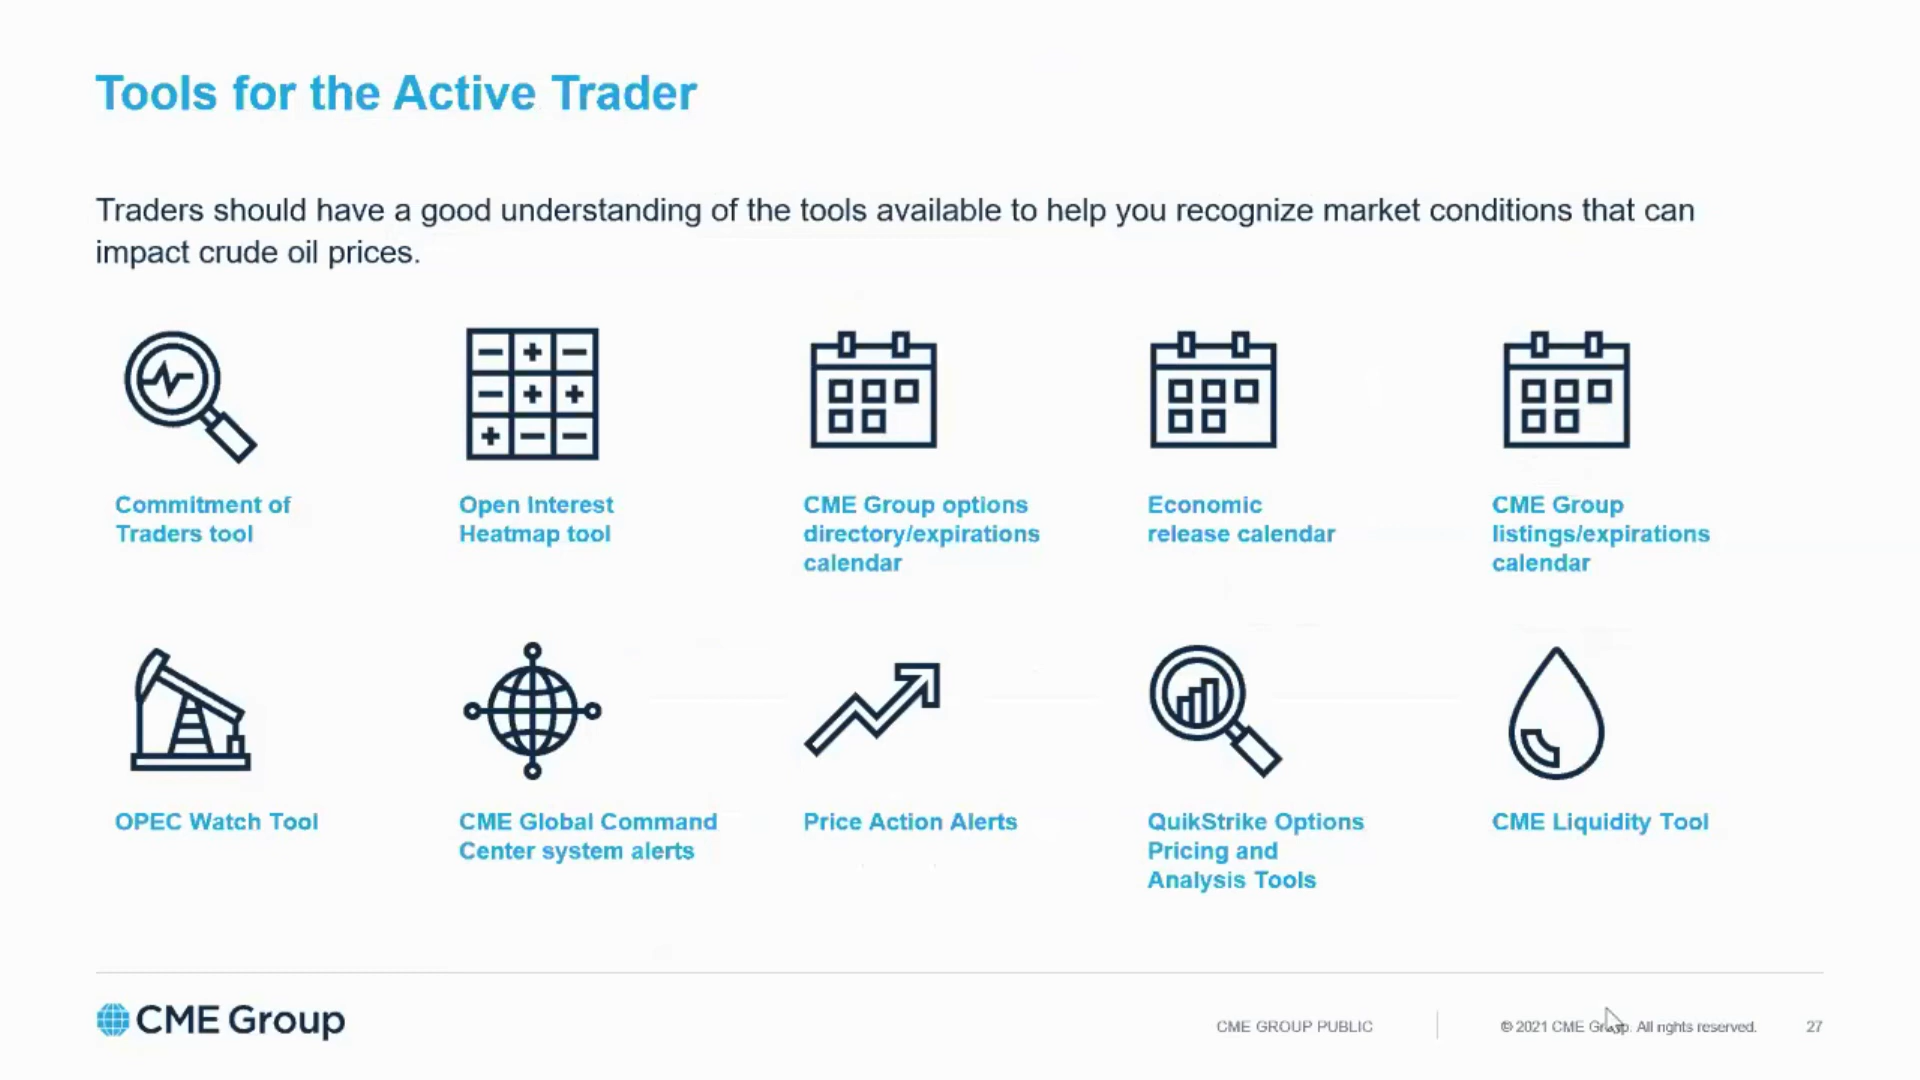 Tools for the Active Trader
Traders should have a good understanding of the tools available to help you recognize market conditions that can
impact crude oil prices.
Commitment of
Traders tool
Open Interest
Heatmap tool
CME Group options
directory/expirations
calendar
Economic
release calendar
CME Group
listings/expirations
calendar
OPEC Watch Tool
CME Global Command
Center system alerts
Price Action Alerts
QuikStrike Options
Pricing and
Analysis Tools
CME Liquidity Tool
CME Group
CME GROUP PUBLIC
© 2021 CME Group. All rights reserved.
27